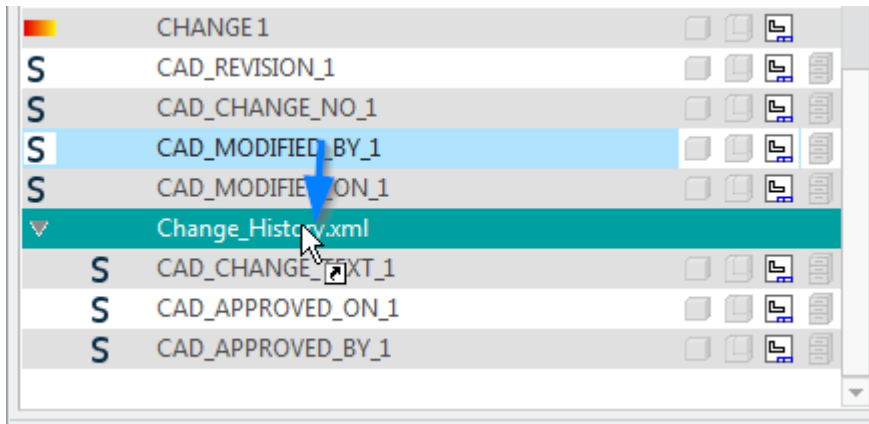 CHANGE 1
S CAD_REVISION_1
S CAD_CHANGE_NO_1
S CAD_MODIFIED_BY_1
S CAD_MODIFIED_ON_1
Change_History.xml
S CAD_CHANGE_TEXT_1
S CAD_APPROVED_ON_1
S CAD_APPROVED_BY_1